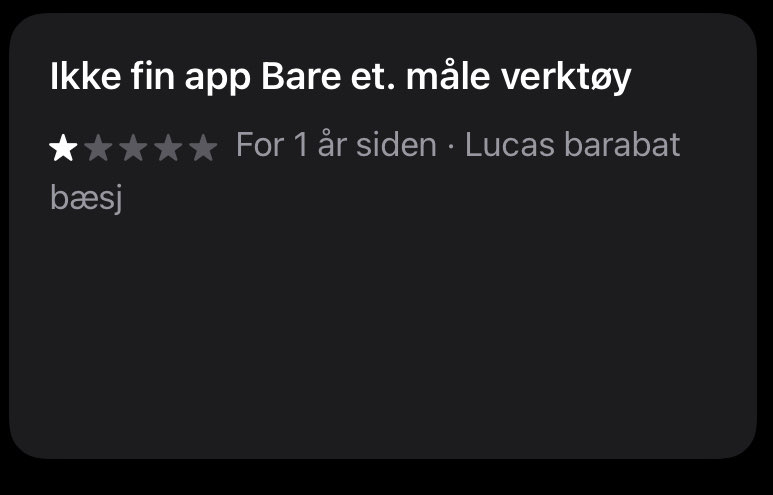 Ikke fin app Bare et. måle verktøy
For 1 år siden · Lucas barabat
bæsj